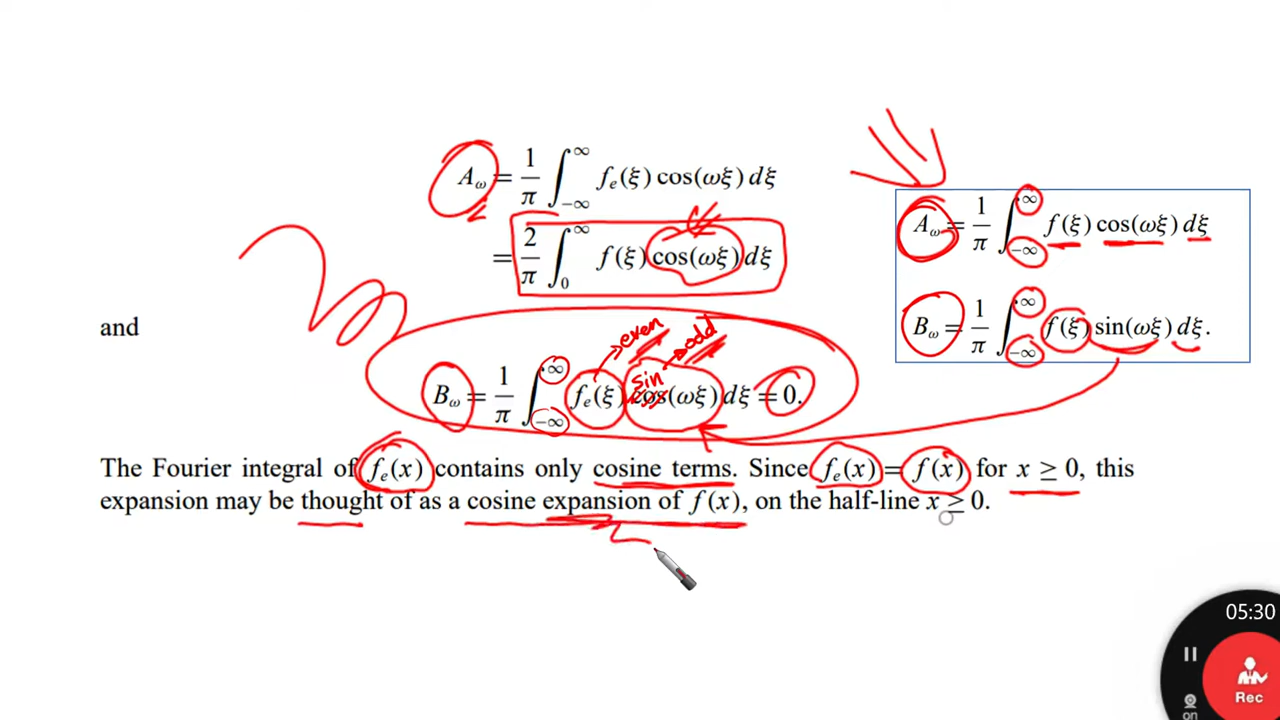 A_ω = 1/π ∫_{-∞}^{∞} f_e(ξ) cos(ωξ) dξ
= 2/π ∫_0^∞ f(ξ) cos(ωξ) dξ
A_ω = 1/π ∫_{-∞}^{∞} f(ξ) cos(ωξ) dξ
B_ω = 1/π ∫_{-∞}^{∞} f(ξ) sin(ωξ) dξ.
and
even odd
sin
B_ω = 1/π ∫_{-∞}^{∞} f_e(ξ) cos(ωξ) dξ = 0.
The Fourier integral of f_e(x) contains only cosine terms. Since f_e(x) = f(x) for x ≥ 0, this
expansion may be thought of as a cosine expansion of f(x), on the half-line x ≥ 0.
05:30
Rec
on